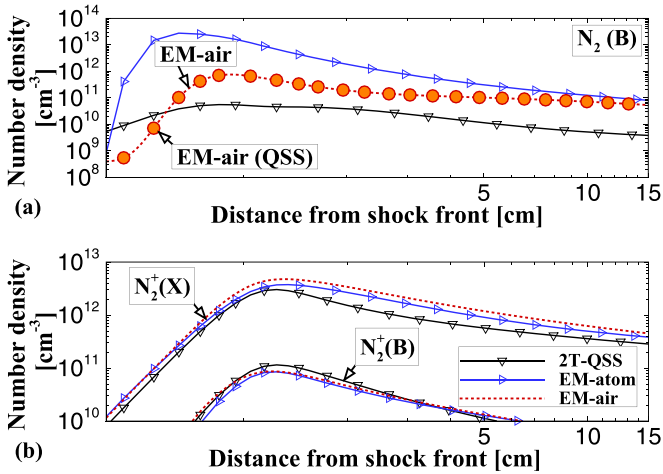 10^14
10^13
10^12
10^11
10^10
10^9
10^8
Number density
[cm^-3]
N_2 (B)
EM-air
EM-air (QSS)
5
10
15
(a)
Distance from shock front [cm]
10^13
10^12
10^11
10^10
Number density
[cm^-3]
N_2^+(X)
N_2^+(B)
2T-QSS
EM-atom
EM-air
5
10
15
(b)
Distance from shock front [cm]